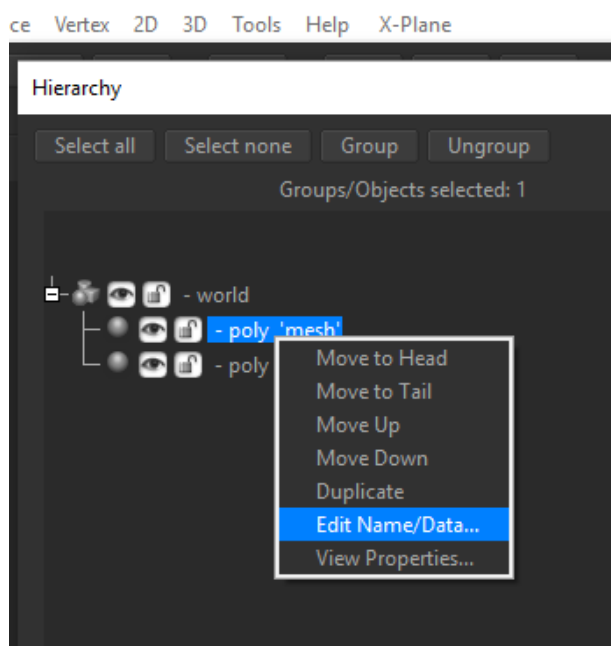 ce Vertex 2D 3D Tools Help X-Plane
Hierarchy
Select all Select none Group Ungroup
Groups/Objects selected: 1
- world
- poly 'mesh'
- poly
Move to Head
Move to Tail
Move Up
Move Down
Duplicate
Edit Name/Data...
View Properties...